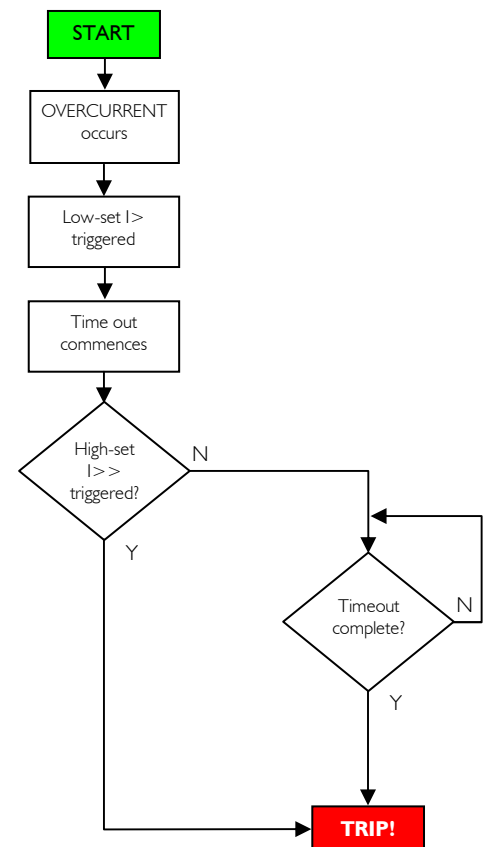 START
OVERCURRENT
occurs
Low-set I>
triggered
Time out
commences
High-set
I>>
triggered?
N
Y
Timeout
complete?
N
Y
TRIP!